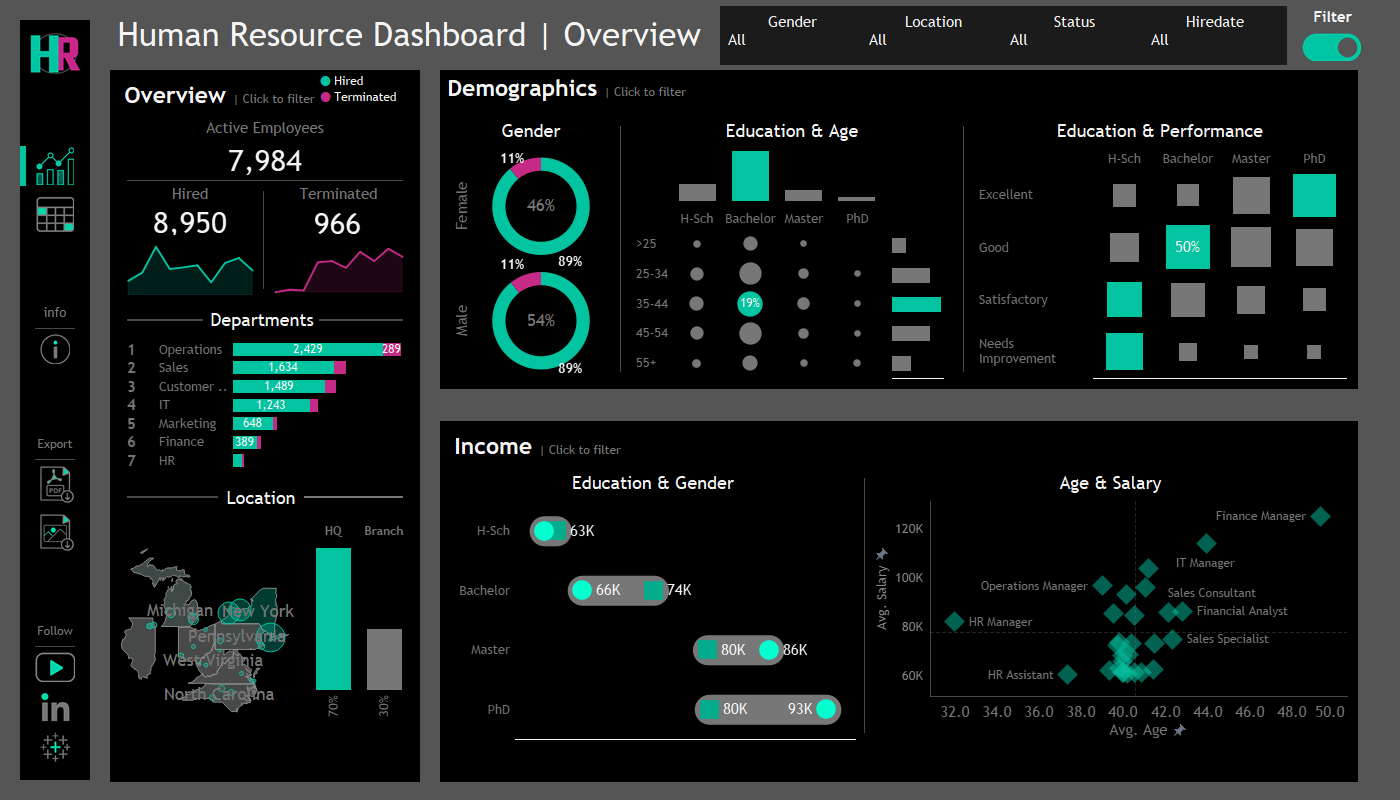 HR
Human Resource Dashboard | Overview
Gender Location Status Hiredate
All All All All
Filter
info
Export
PDF
Follow
in
Overview | Click to filter
Hired
Terminated
Active Employees
7,984
Hired Terminated
8,950 966
Departments
1 Operations 2,429 289
2 Sales 1,634
3 Customer .. 1,489
4 IT 1,243
5 Marketing 648
6 Finance 389
7 HR
Location
HQ Branch
Michigan New York
Pennsylvania
West Virginia
North Carolina
70% 30%
Demographics | Click to filter
Gender
Female
11%
46%
89%
Male
11%
54%
89%
Education & Age
H-Sch Bachelor Master PhD
>25
25-34
35-44 19%
45-54
55+
Education & Performance
H-Sch Bachelor Master PhD
Excellent
Good 50%
Satisfactory
Needs
Improvement
Income | Click to filter
Education & Gender
H-Sch 63K
Bachelor 66K 74K
Master 80K 86K
PhD 80K 93K
Age & Salary
Avg. Salary
120K
100K
80K
60K
Finance Manager
IT Manager
Operations Manager
Sales Consultant
Financial Analyst
HR Manager
Sales Specialist
HR Assistant
32.0 34.0 36.0 38.0 40.0 42.0 44.0 46.0 48.0 50.0
Avg. Age